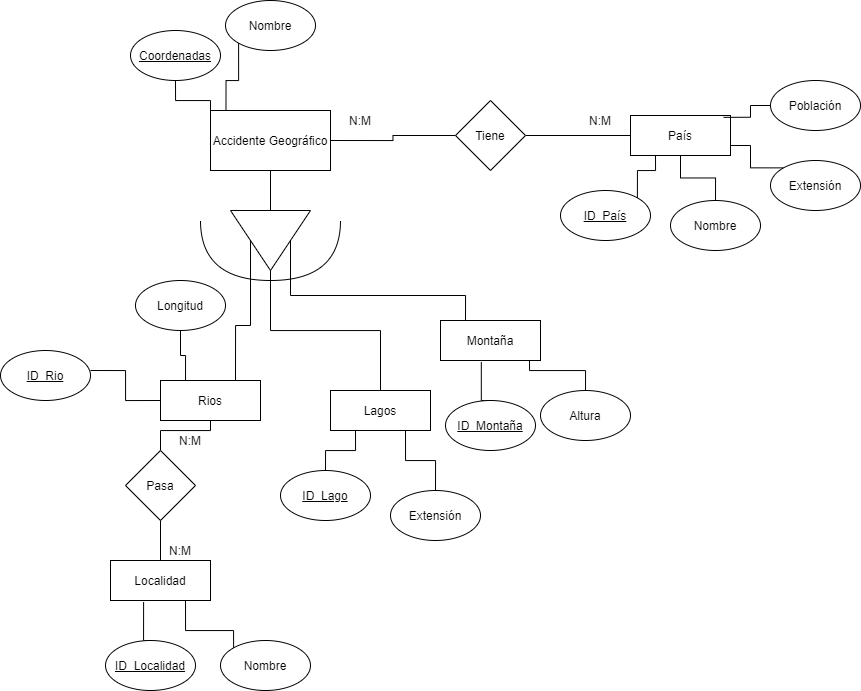 Nombre
Coordenadas
Accidente Geográfico
N:M
Tiene
N:M
País
Población
Extensión
ID_País
Nombre
Longitud
ID_Rio
Rios
Montaña
Lagos
ID_Montaña
Altura
N:M
Pasa
ID_Lago
Extensión
N:M
Localidad
ID_Localidad
Nombre